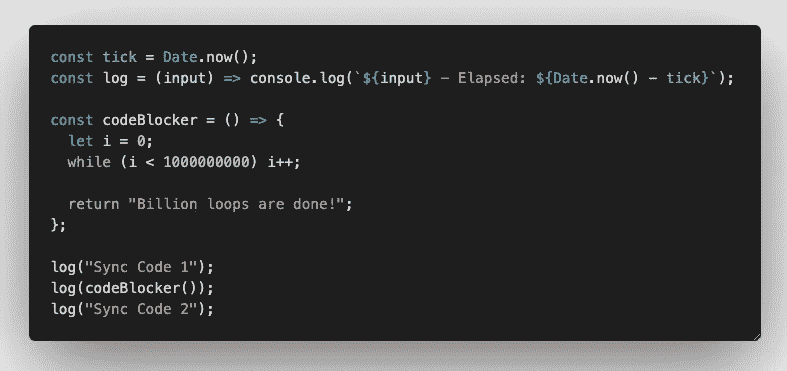 const tick = Date.now();
const log = (input) => console.log(`${input} - Elapsed: ${Date.now() - tick}`);
const codeBlocker = () => {
let i = 0;
while (i < 1000000000) i++;
return "Billion loops are done!";
};
log("Sync Code 1");
log(codeBlocker());
log("Sync Code 2");